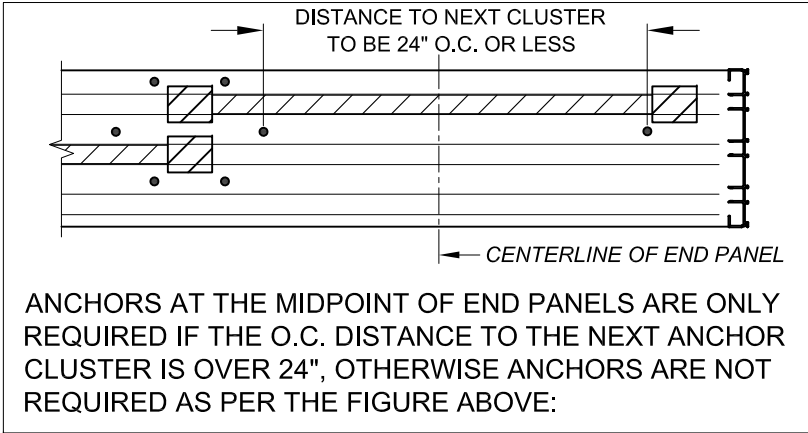 DISTANCE TO NEXT CLUSTER
TO BE 24" O.C. OR LESS
CENTERLINE OF END PANEL
ANCHORS AT THE MIDPOINT OF END PANELS ARE ONLY
REQUIRED IF THE O.C. DISTANCE TO THE NEXT ANCHOR
CLUSTER IS OVER 24", OTHERWISE ANCHORS ARE NOT
REQUIRED AS PER THE FIGURE ABOVE: